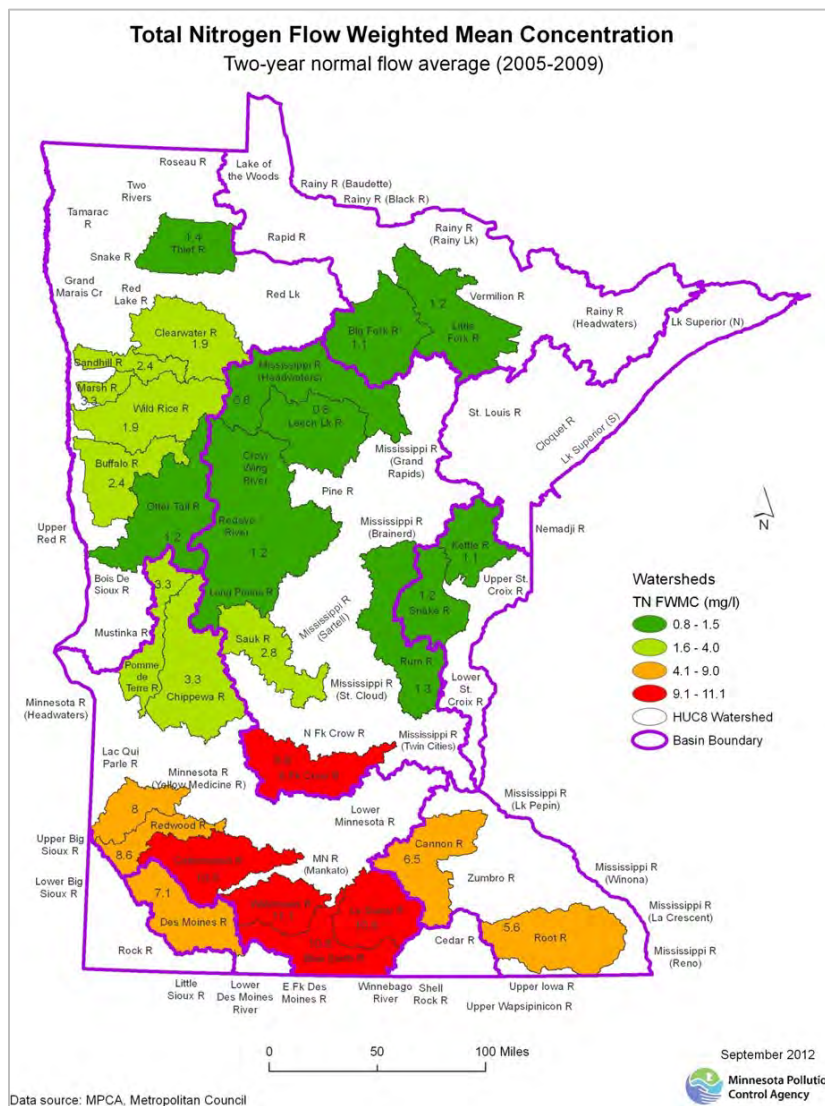 Total Nitrogen Flow Weighted Mean Concentration
Two-year normal flow average (2005-2009)
Roseau R
Lake of
the Woods
Two
Rivers
Rainy R (Baudette)
Rainy R (Black R)
Tamarac
R
Rapid R
Rainy R
(Rainy Lk)
1.4
Thief R
Snake R
Grand
Marais Cr
Red
Lake R
Red Lk
Vermilion R
1.2
Little
Fork R
Big Fork R
1.1
Rainy R
(Headwaters)
Lk Superior (N)
Clearwater R
1.9
Sandhill R
2.4
Marsh R
3.3
Mississippi R
(Headwaters)
0.8
0.8
Leech Lk R
St. Louis R
Wild Rice R
1.9
Cloquet R
Lk Superior (S)
Buffalo R
2.4
Crow
Wing
River
Mississippi R
(Grand
Rapids)
Pine R
Otter Tail R
1.2
Redeye
River
1.2
Upper
Red R
Mississippi R
(Brainerd)
Nemadji R
N
Kettle R
1.1
Bois De
Sioux R
3.3
Long Prairie R
Upper St.
Croix R
1.2
Snake R
Mustinka R
Sauk R
2.8
Mississippi R
(Sartell)
Pomme
de
Terre R
3.3
Chippewa R
Rum R
1.3
Lower
St.
Croix R
Mississippi R
(St. Cloud)
Minnesota R
(Headwaters)
N Fk Crow R
Mississippi R
(Twin Cities)
Lac Qui
Parle R
Minnesota R
(Yellow Medicine R)
Watersheds
TN FWMC (mg/l)
0.8 - 1.5
1.6 - 4.0
4.1 - 9.0
9.1 - 11.1
HUC8 Watershed
Basin Boundary
Mississippi R
(Lk Pepin)
Lower
Minnesota R
8
Redwood R
8.6
Upper Big
Sioux R
Lower Big
Sioux R
MN R
(Mankato)
Cannon R
6.5
Zumbro R
Mississippi R
(Winona)
7.1
Des Moines R
Mississippi R
(La Crescent)
Rock R
Cedar R
5.6
Root R
Mississippi R
(Reno)
Little
Sioux R
Lower
Des Moines
River
E Fk Des
Moines R
Winnebago
River
Shell
Rock R
Upper Iowa R
Upper Wapsipinicon R
0 50 100 Miles
September 2012
Minnesota Pollution
Control Agency
Data source: MPCA, Metropolitan Council